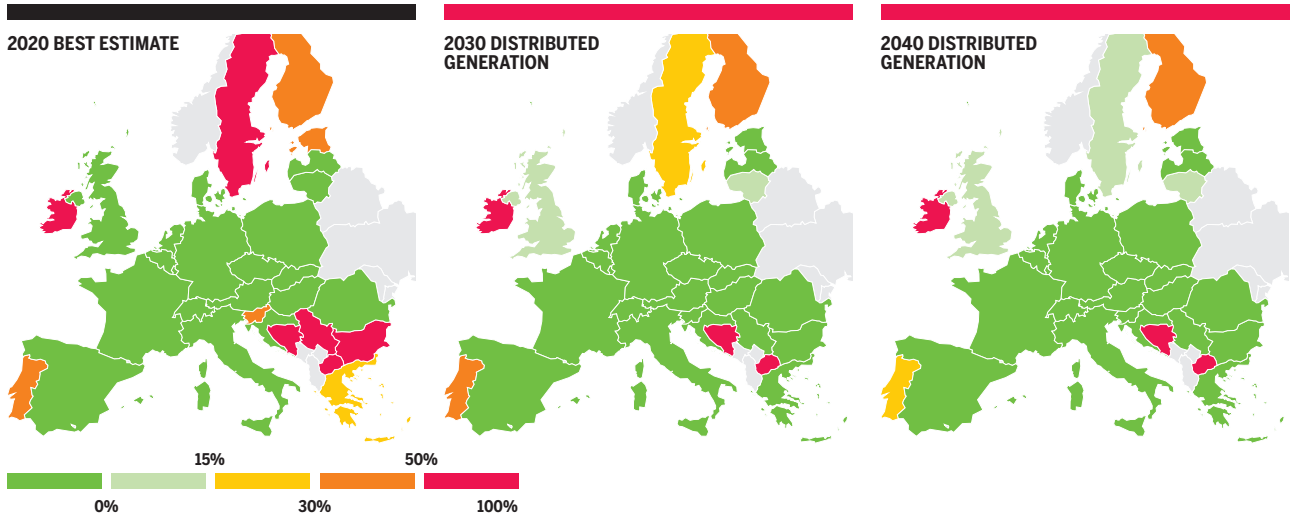 2020 BEST ESTIMATE
2030 DISTRIBUTED
GENERATION
2040 DISTRIBUTED
GENERATION
15%
50%
0%
30%
100%